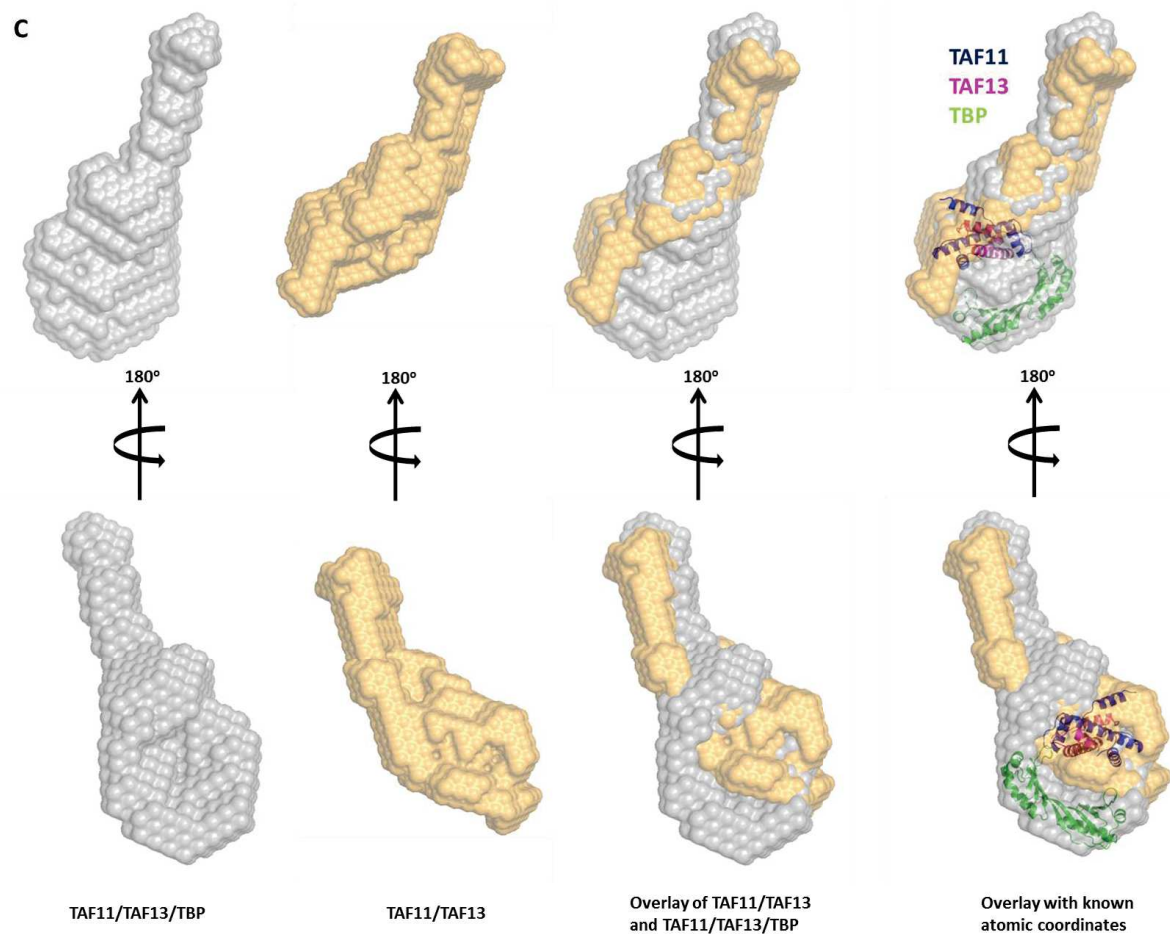 C
TAF11
TAF13
TBP
180°
180°
180°
180°
TAF11/TAF13/TBP
TAF11/TAF13
Overlay of TAF11/TAF13
and TAF11/TAF13/TBP
Overlay with known
atomic coordinates